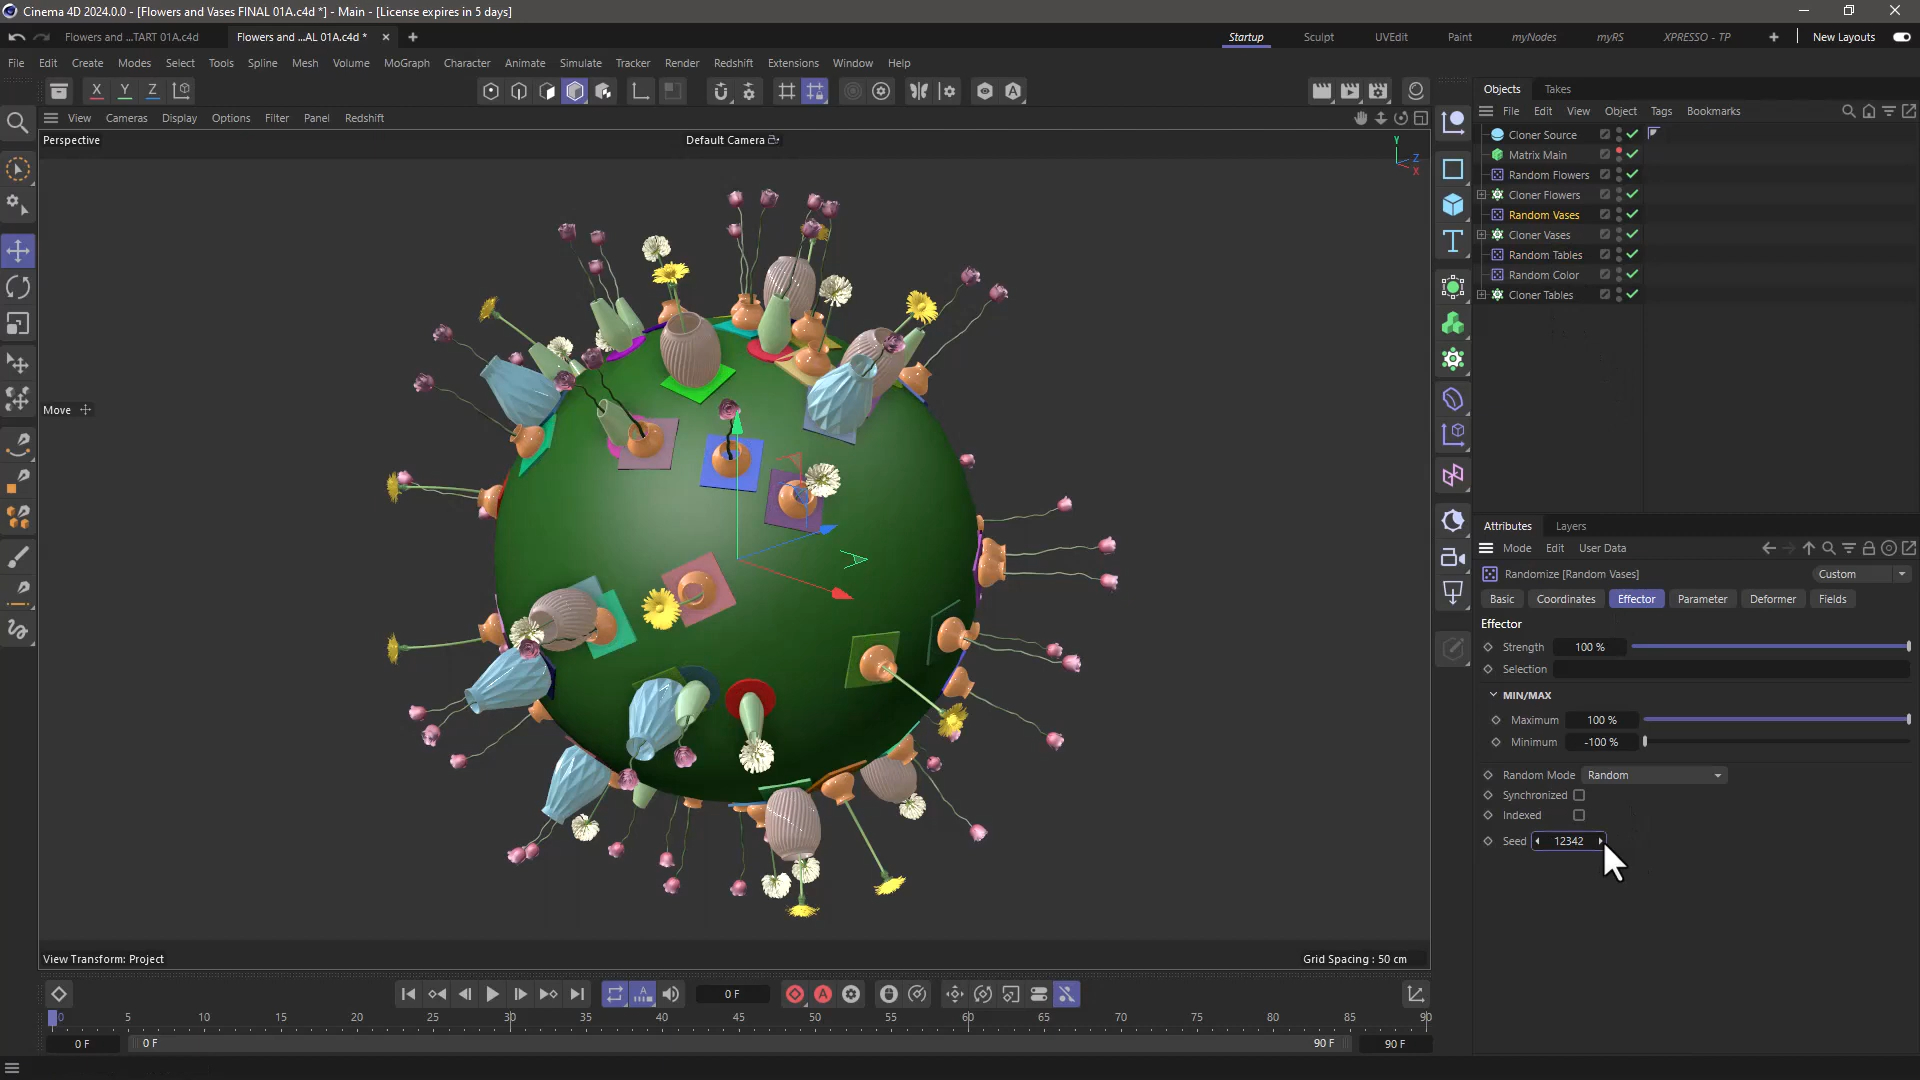 Cinema 4D 2024.0.0 - [Flowers and Vases FINAL 01A.c4d *] - Main - [License expires in 5 days]
Flowers and ...TART 01A.c4d Flowers and ...AL 01A.c4d * Startup Sculpt UVEdit Paint myNodes myRS XPRESSO - TP New Layouts
File Edit Create Modes Select Tools Spline Mesh Volume MoGraph Character Animate Simulate Tracker Render Redshift Extensions Window Help
X Y Z
View Cameras Display Options Filter Panel Redshift
Perspective Default Camera
Y
Z
X
Move
View Transform: Project Grid Spacing : 50 cm
Objects Takes
File Edit View Object Tags Bookmarks
Cloner Source
Matrix Main
Random Flowers
Cloner Flowers
Random Vases
Cloner Vases
Random Tables
Random Color
Cloner Tables
Attributes Layers
Mode Edit User Data
Randomize [Random Vases] Custom
Basic Coordinates Effector Parameter Deformer Fields
Effector
Strength 100 %
Selection
MIN/MAX
Maximum 100 %
Minimum -100 %
Random Mode Random
Synchronized
Indexed
Seed 12342
0 F
0 5 10 15 20 25 30 35 40 45 50 55 60 65 70 75 80 85 90
0 F 0 F 90 F 90 F